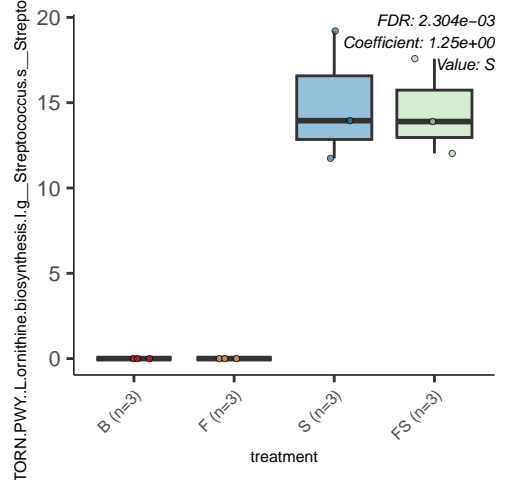 TORN.PWY..L.ornithine.biosynthesis.I.g__Streptococcus.s__Strepto
FDR: 2.304e−03
Coefficient: 1.25e+00
Value: S
20
15
10
5
0
B (n=3)
F (n=3)
S (n=3)
FS (n=3)
treatment